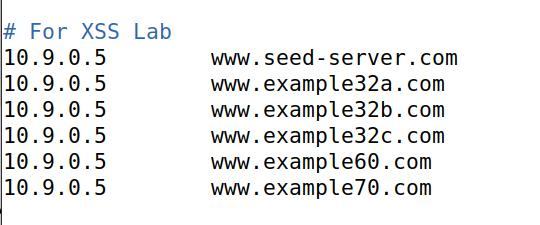 # For XSS Lab
10.9.0.5 www.seed-server.com
10.9.0.5 www.example32a.com
10.9.0.5 www.example32b.com
10.9.0.5 www.example32c.com
10.9.0.5 www.example60.com
10.9.0.5 www.example70.com